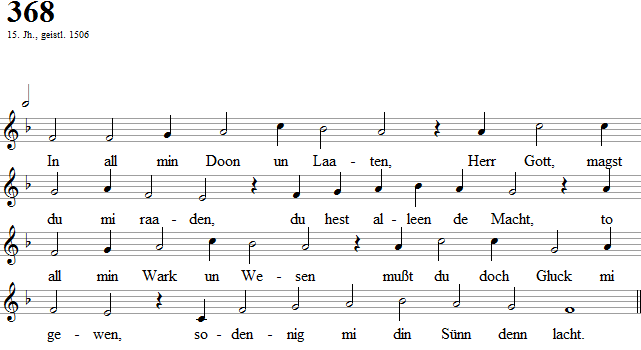 368
15. Jh., geistl. 1506
In all min Doon un Laa - ten, Herr Gott, magst
du mi raa - den, du hest al - leen de Macht, to
all min Wark un We - sen mußt du doch Gluck mi
ge - wen, so - den - nig mi din Sünn denn lacht.